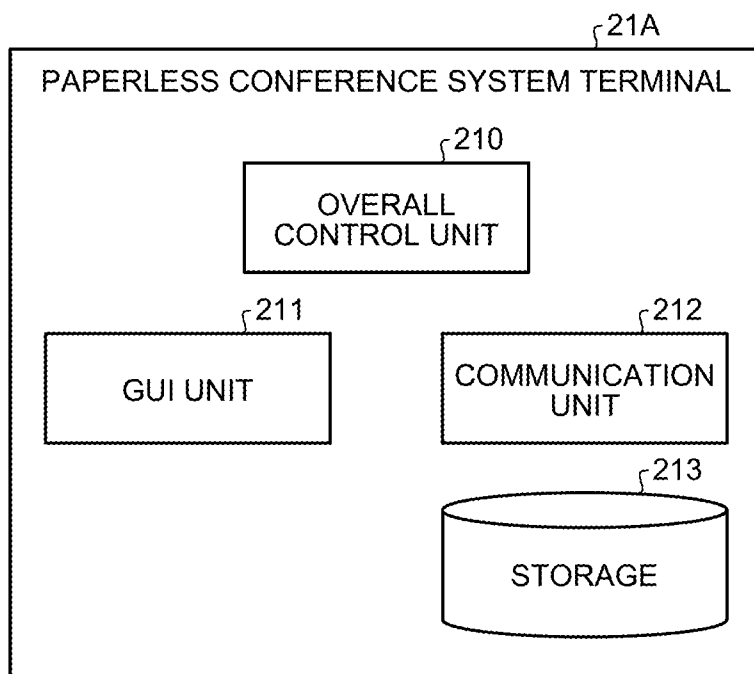 21A
PAPERLESS CONFERENCE SYSTEM TERMINAL
210
OVERALL
CONTROL UNIT
211
GUI UNIT
212
COMMUNICATION
UNIT
213
STORAGE